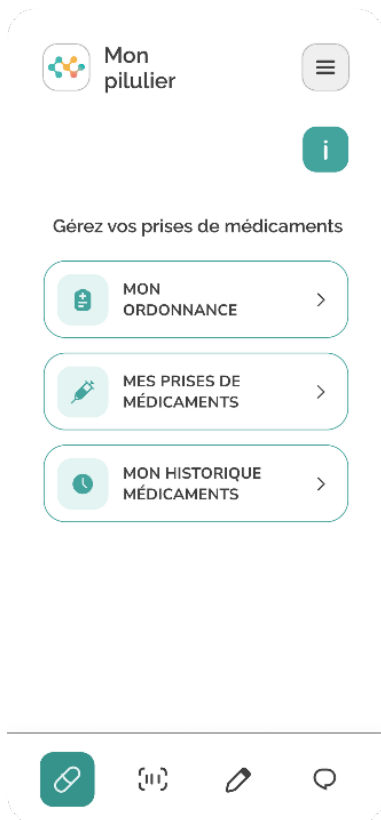 Mon
pilulier
i
Gérez vos prises de médicaments
MON
ORDONNANCE
MES PRISES DE
MÉDICAMENTS
MON HISTORIQUE
MÉDICAMENTS